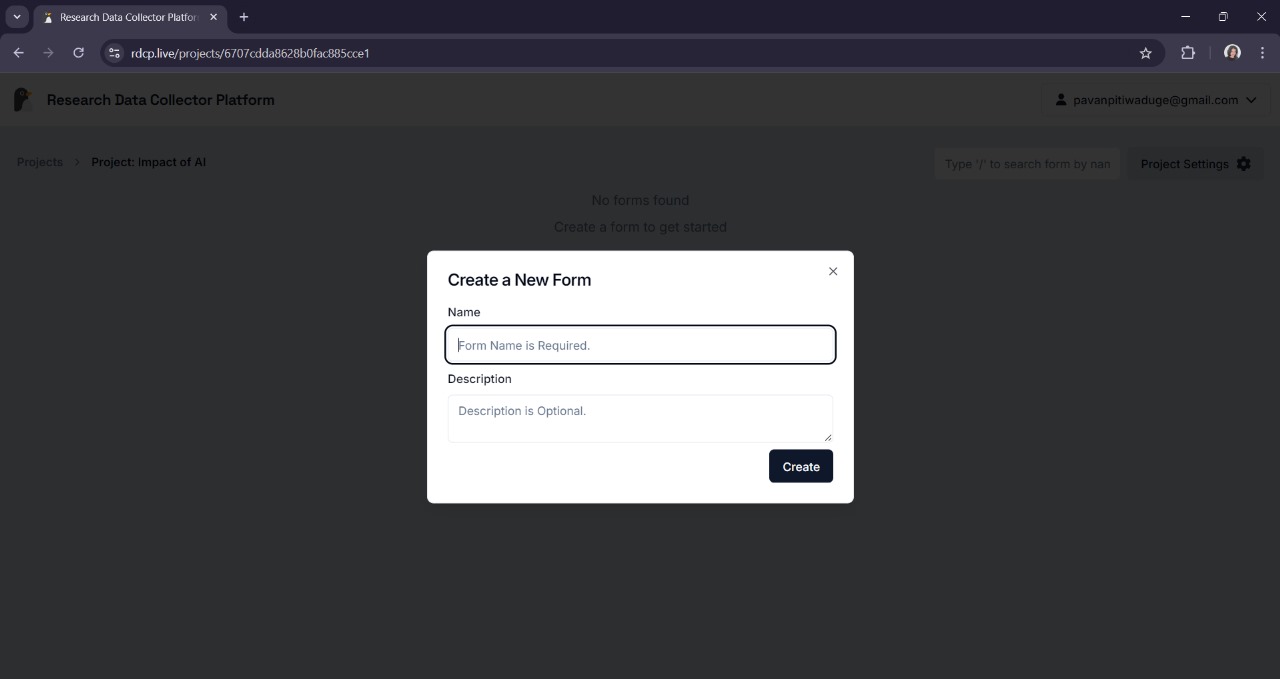 Research Data Collector Platfor
rdcp.live/projects/6707cdda8628b0fac885cce1
Research Data Collector Platform
pavanpitiwaduge@gmail.com
Projects > Project: Impact of AI
Type '/' to search form by nan
Project Settings
No forms found
Create a form to get started
Create a New Form
Name
Form Name is Required.
Description
Description is Optional.
Create